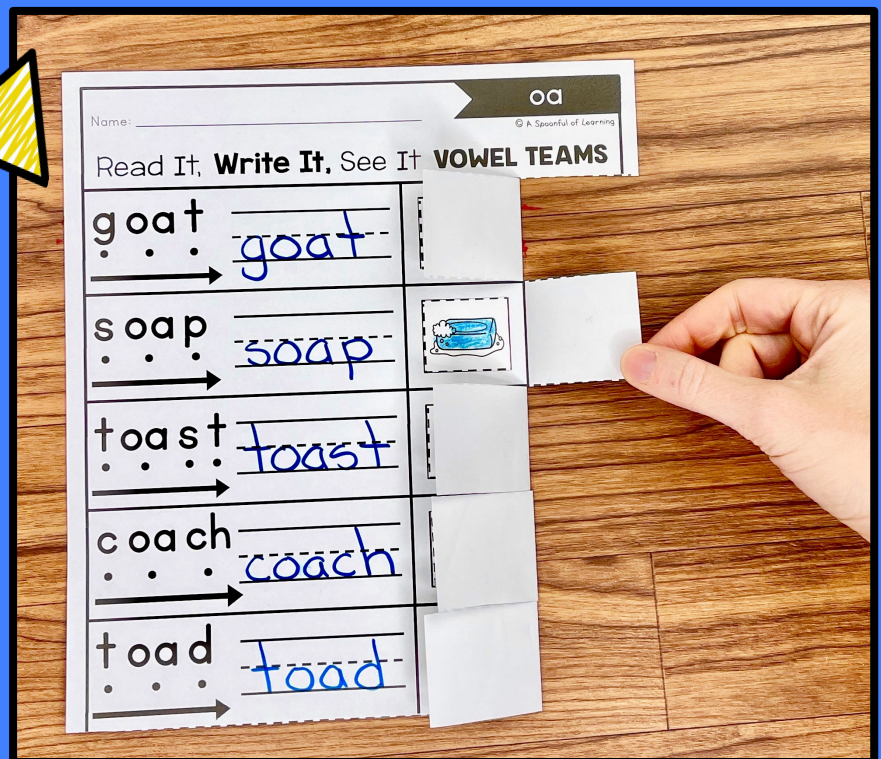 oa
Name:
© A Spoonful of Learning
Read It, Write It, See It VOWEL TEAMS
goat goat
soap soap
toast toast
coach coach
toad toad